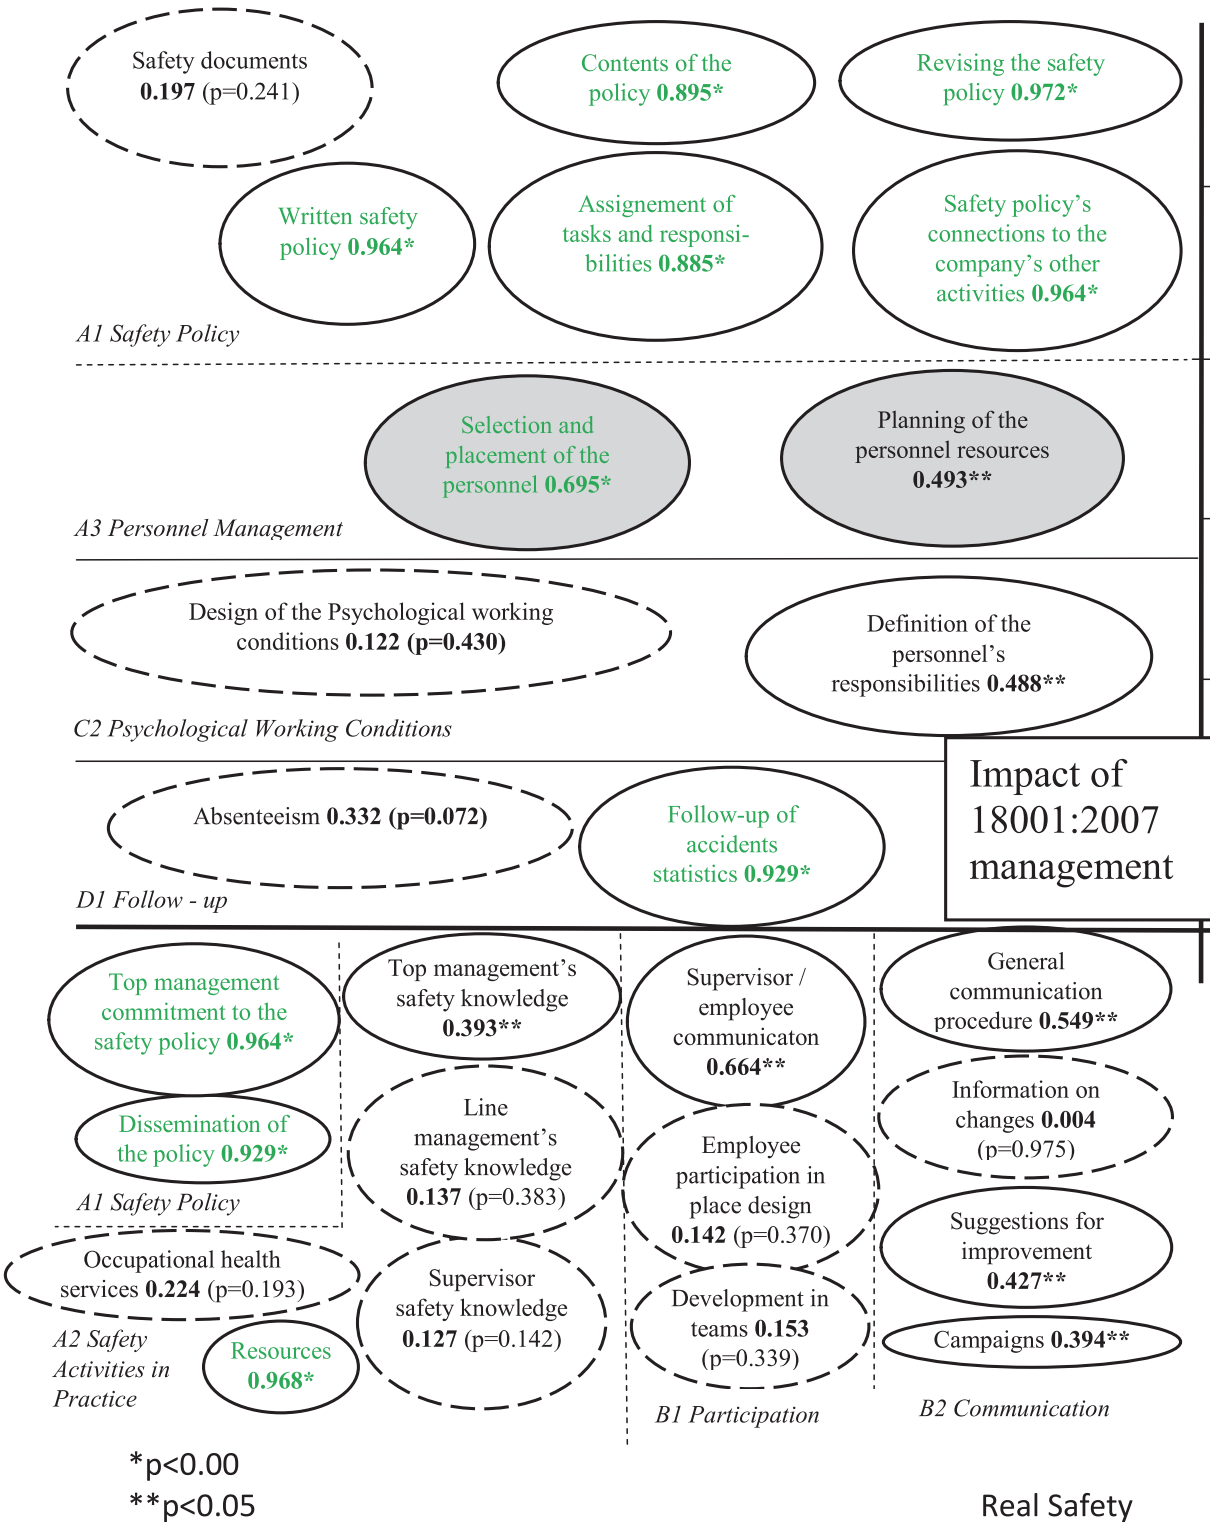 Safety documents
0.197 (p=0.241)
Contents of the
policy 0.895*
Revising the safety
policy 0.972*
Written safety
policy 0.964*
Assignement of
tasks and responsi-
bilities 0.885*
Safety policy’s
connections to the
company’s other
activities 0.964*
A1 Safety Policy
Selection and
placement of the
personnel 0.695*
Planning of the
personnel resources
0.493**
A3 Personnel Management
Design of the Psychological working
conditions 0.122 (p=0.430)
Definition of the
personnel’s
responsibilities 0.488**
C2 Psychological Working Conditions
Impact of
18001:2007
management
Absenteeism 0.332 (p=0.072)
Follow-up of
accidents
statistics 0.929*
D1 Follow - up
Top management
commitment to the
safety policy 0.964*
Dissemination of
the policy 0.929*
A1 Safety Policy
Top management’s
safety knowledge
0.393**
Line
management’s
safety knowledge
0.137 (p=0.383)
Supervisor
safety knowledge
0.127 (p=0.142)
Occupational health
services 0.224 (p=0.193)
Resources
0.968*
A2 Safety
Activities in
Practice
Supervisor /
employee
communicaton
0.664**
Employee
participation in
place design
0.142 (p=0.370)
Development in
teams 0.153
(p=0.339)
B1 Participation
General
communication
procedure 0.549**
Information on
changes 0.004
(p=0.975)
Suggestions for
improvement
0.427**
Campaigns 0.394**
B2 Communication
*p<0.00
**p<0.05
Real Safety